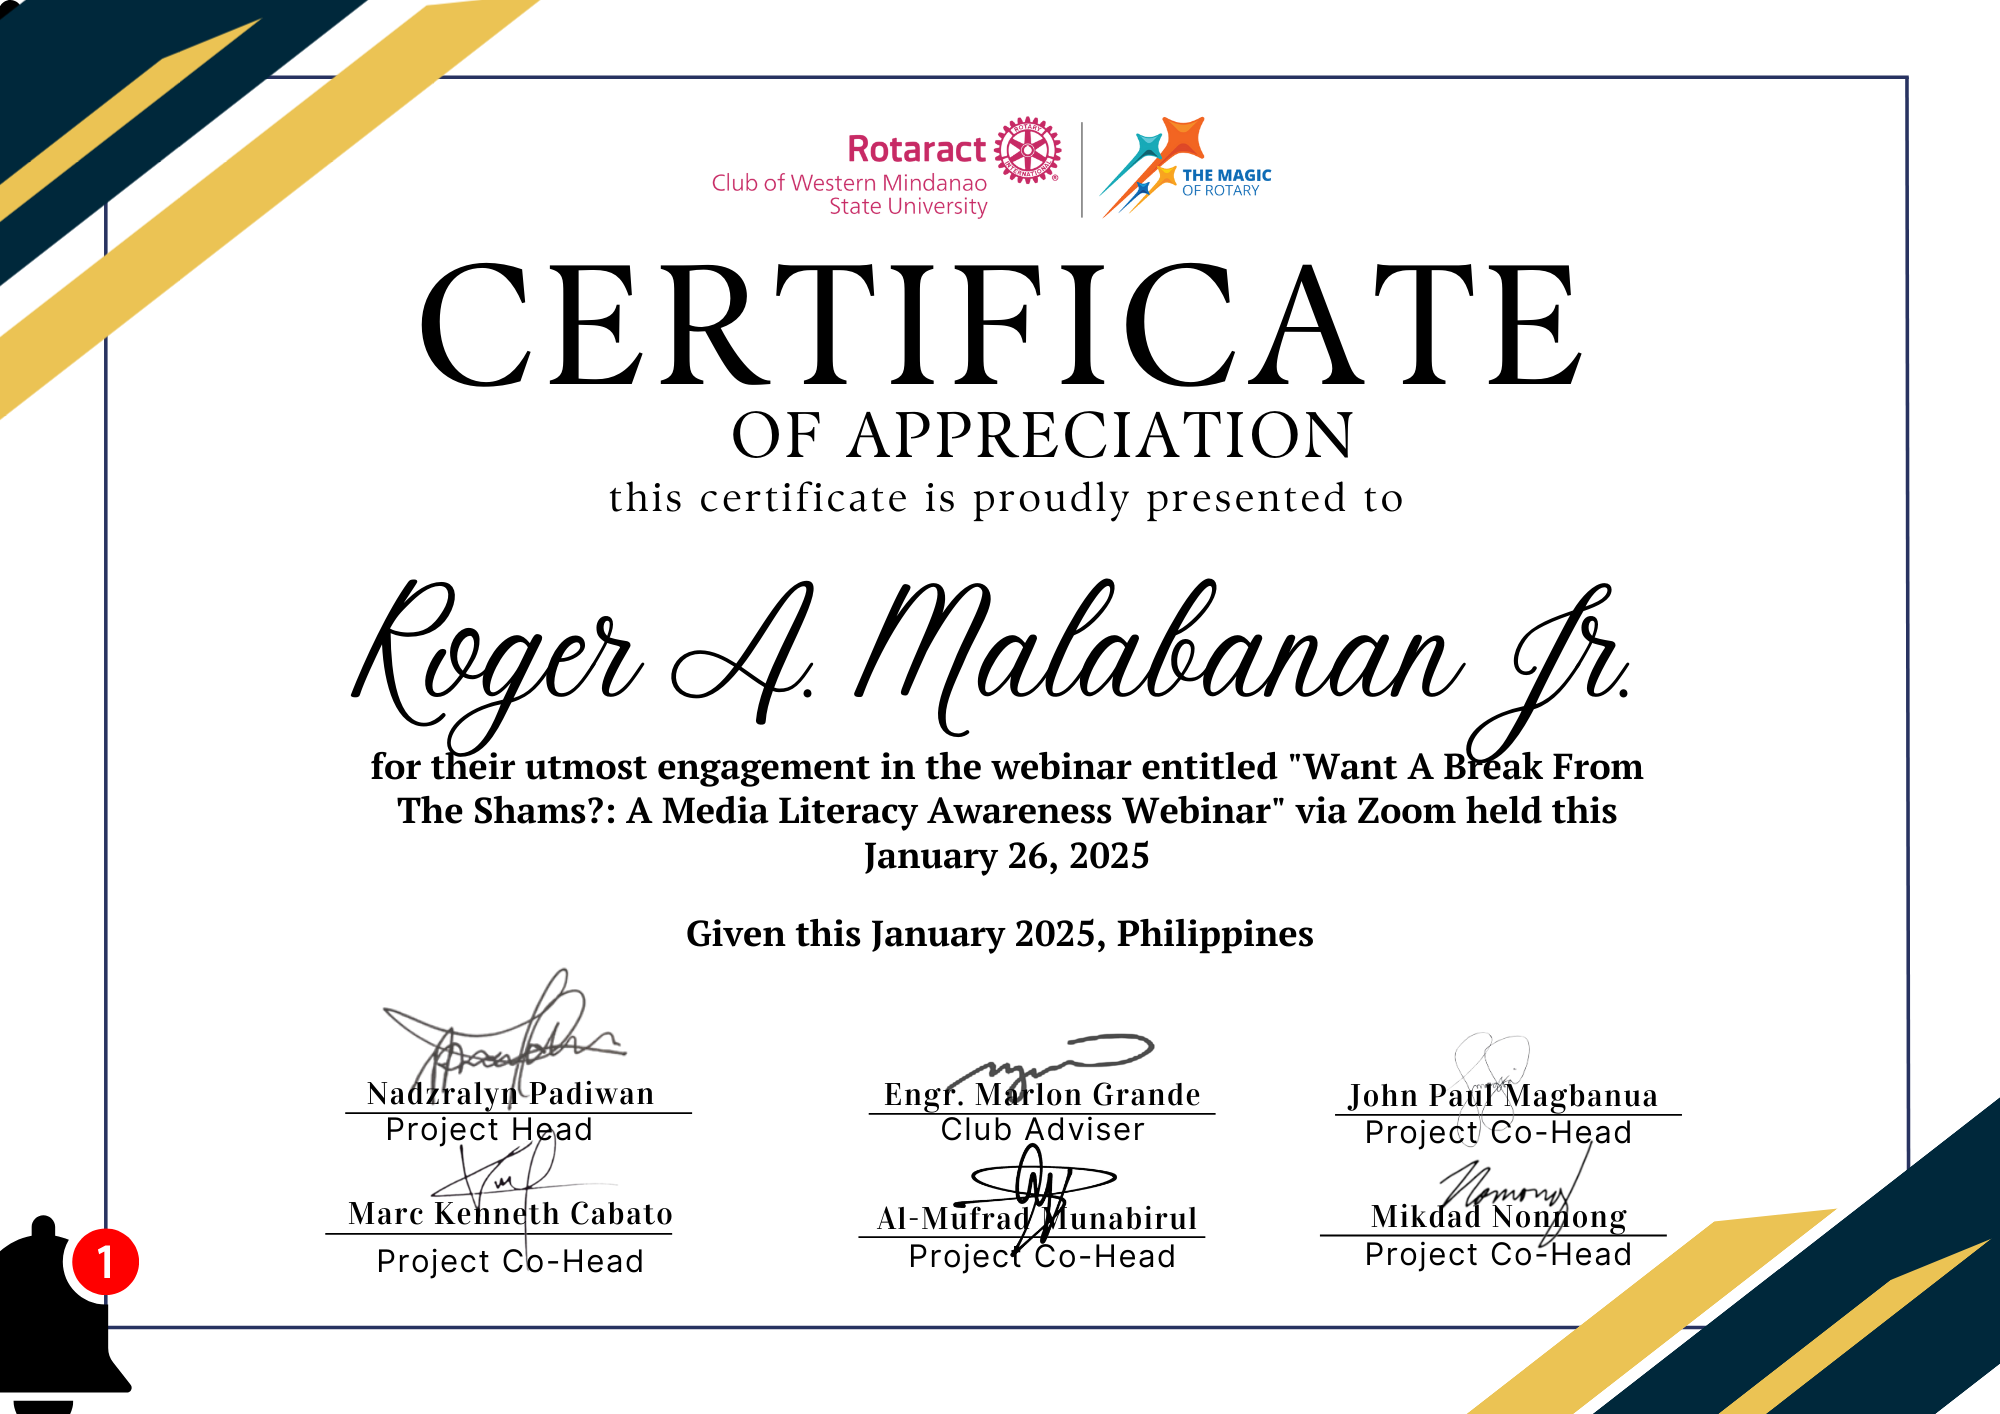 Rotaract
Club of Western Mindanao
State University
ROTARY
INTERNATIONAL
THE MAGIC
OF ROTARY
CERTIFICATE
OF APPRECIATION
this certificate is proudly presented to
Roger A. Malabanan Jr.
for their utmost engagement in the webinar entitled "Want A Break From
The Shams?: A Media Literacy Awareness Webinar" via Zoom held this
January 26, 2025
Given this January 2025, Philippines
Nadzralyn Padiwan
Project Head
Engr. Marlon Grande
Club Adviser
John Paul Magbanua
Project Co-Head
Marc Kenneth Cabato
Project Co-Head
Al-Mufrad Munabirul
Project Co-Head
Mikdad Nonnong
Project Co-Head
1